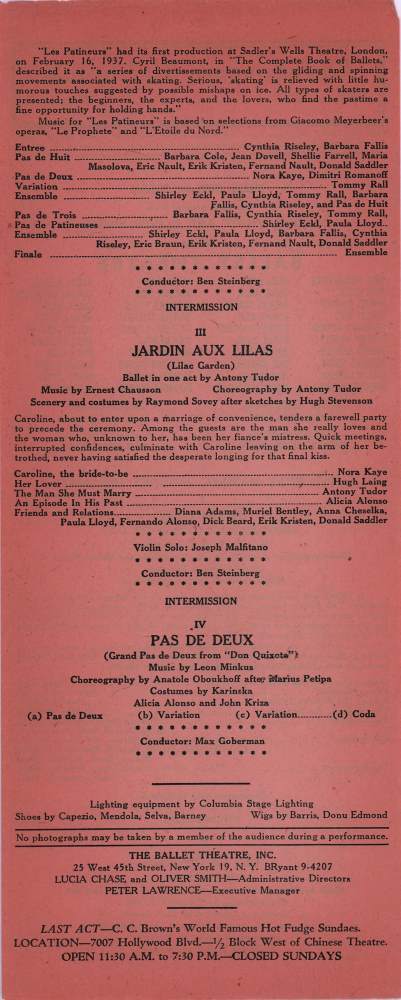 "Les Patineurs" had its first production at Sadler's Wells Theatre, London,
on February 16, 1937. Cyril Beaumont, in "The Complete Book of Ballets,"
described it as "a series of divertissements based on the gliding and spinning
movements associated with skating. Serious, 'skating' is relieved with little hu-
morous touches suggested by possible mishaps on ice. All types of skaters are
presented; the beginners, the experts, and the lovers, who find the pastime a
fine opportunity for holding hands."
Music for "Les Patineurs" is based on selections from Giacomo Meyerbeer's
operas, "Le Prophete" and "L'Etoile du Nord."
Entree ........ Cynthia Riseley, Barbara Fallis
Pas de Huit ........ Barbara Cole, Jean Dovell, Shellie Farrell, Maria
Masolova, Eric Nault, Erik Kristen, Fernand Nault, Donald Saddler
Pas de Deux ........ Nora Kaye, Dimitri Romanoff
Variation ........ Tommy Rall
Ensemble ........ Shirley Eckl, Paula Lloyd, Tommy Rall, Barbara
Fallis, Cynthia Riseley, and Pas de Huit
Pas de Trois ........ Barbara Fallis, Cynthia Riseley, Tommy Rall,
Pas de Patineuses ........ Shirley Eckl, Paula Lloyd..
Ensemble ........ Shirley Eckl, Paula Lloyd, Barbara Fallis, Cynthia
Riseley, Eric Braun, Erik Kristen, Fernand Nault, Donald Saddler
Finale ........ Ensemble
* * * * * * * * * * * *
Conductor: Ben Steinberg
* * * * * * * * * * * *
INTERMISSION
III
JARDIN AUX LILAS
(Lilac Garden)
Ballet in one act by Antony Tudor
Music by Ernest Chausson Choreography by Antony Tudor
Scenery and costumes by Raymond Sovey after sketches by Hugh Stevenson
Caroline, about to enter upon a marriage of convenience, tenders a farewell party
to precede the ceremony. Among the guests are the man she really loves and
the woman who, unknown to her, has been her fiance's mistress. Quick meetings,
interrupted confidences, culminate with Caroline leaving on the arm of her be-
trothed, never having satisfied the desperate longing for that final kiss.
Caroline, the bride-to-be ........ Nora Kaye
Her Lover ........ Hugh Laing
The Man She Must Marry ........ Antony Tudor
An Episode In His Past ........ Alicia Alonso
Friends and Relations........ Diana Adams, Muriel Bentley, Anna Cheselka,
Paula Lloyd, Fernando Alonso, Dick Beard, Erik Kristen, Donald Saddler
* * * * * * * * * * * *
Violin Solo: Joseph Malfitano
* * * * * * * * * * * *
Conductor: Ben Steinberg
* * * * * * * * * * * *
INTERMISSION
IV
PAS DE DEUX
(Grand Pas de Deux from "Don Quixote")
Music by Leon Minkus
Choreography by Anatole Oboukhoff after Marius Petipa
Costumes by Karinska
Alicia Alonso and John Kriza
(a) Pas de Deux (b) Variation (c) Variation............(d) Coda
* * * * * * * * * * * *
Conductor: Max Goberman
* * * * * * * * * * * *
Lighting equipment by Columbia Stage Lighting
Shoes by Capezio, Mendola, Selva, Barney Wigs by Barris, Donu Edmond
No photographs may be taken by a member of the audience during a performance.
THE BALLET THEATRE, INC.
25 West 45th Street, New York 19, N. Y. BRyant 9-4207
LUCIA CHASE and OLIVER SMITH—Administrative Directors
PETER LAWRENCE—Executive Manager
LAST ACT—C. C. Brown's World Famous Hot Fudge Sundaes.
LOCATION—7007 Hollywood Blvd.—1/2 Block West of Chinese Theatre.
OPEN 11:30 A.M. to 7:30 P.M.—CLOSED SUNDAYS